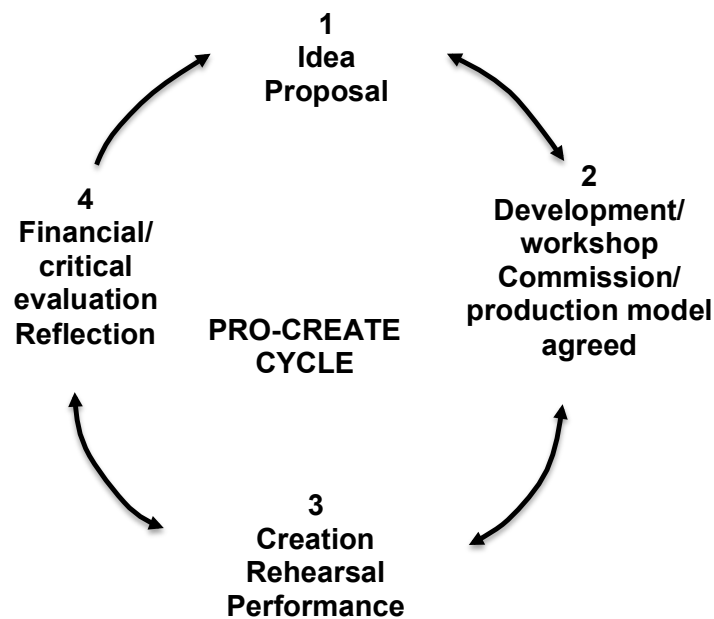 1
Idea
Proposal
2
Development/
workshop
Commission/
production model
agreed
3
Creation
Rehearsal
Performance
4
Financial/
critical
evaluation
Reflection
PRO-CREATE
CYCLE